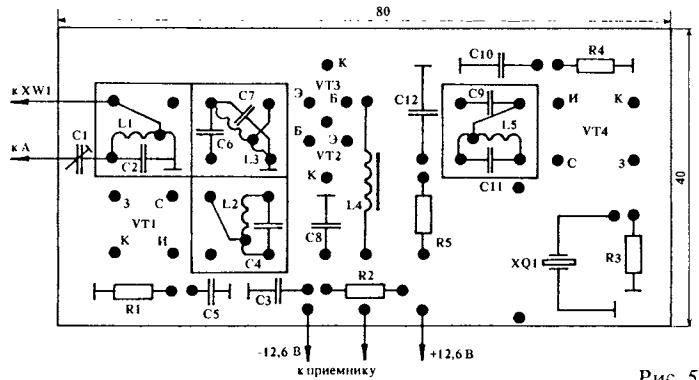 80
40
к XW1
к А
C1
L1
C2
C7
C6
L3
L2
C4
К
VT3
Э
Б
Б
Э
VT2
К
L4
C8
C12
R5
C10
C9
L5
C11
R4
И
К
VT4
С
З
З
С
VT1
К
И
XQ1
R3
R1
C5
C3
R2
-12,6 В
+12,6 В
к приемнику
Рис. 5